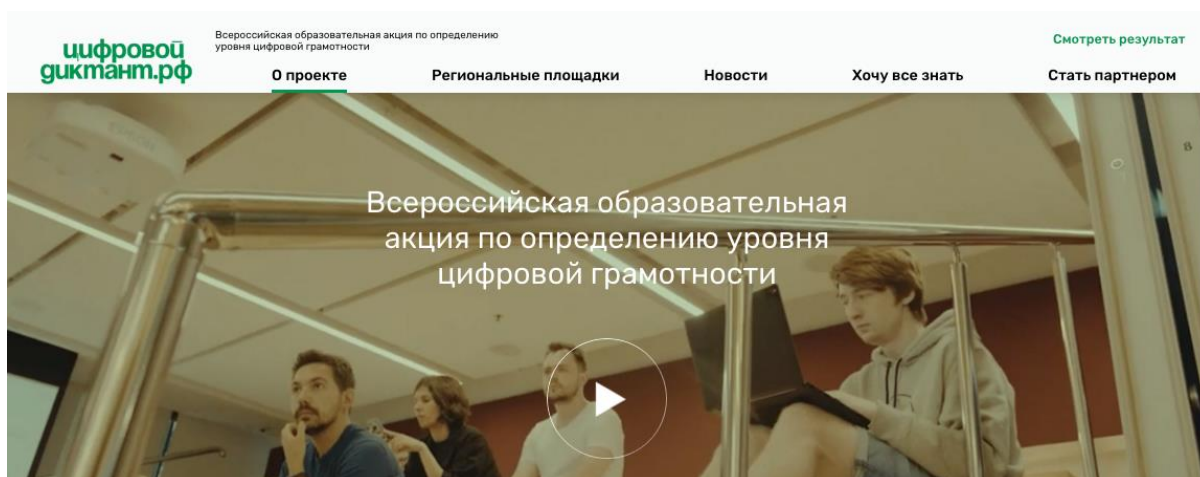 цифровой
диктант.рф
Всероссийская образовательная акция по определению
уровня цифровой грамотности
Смотреть результат
О проекте
Региональные площадки
Новости
Хочу все знать
Стать партнером
Всероссийская образовательная
акция по определению уровня
цифровой грамотности
8